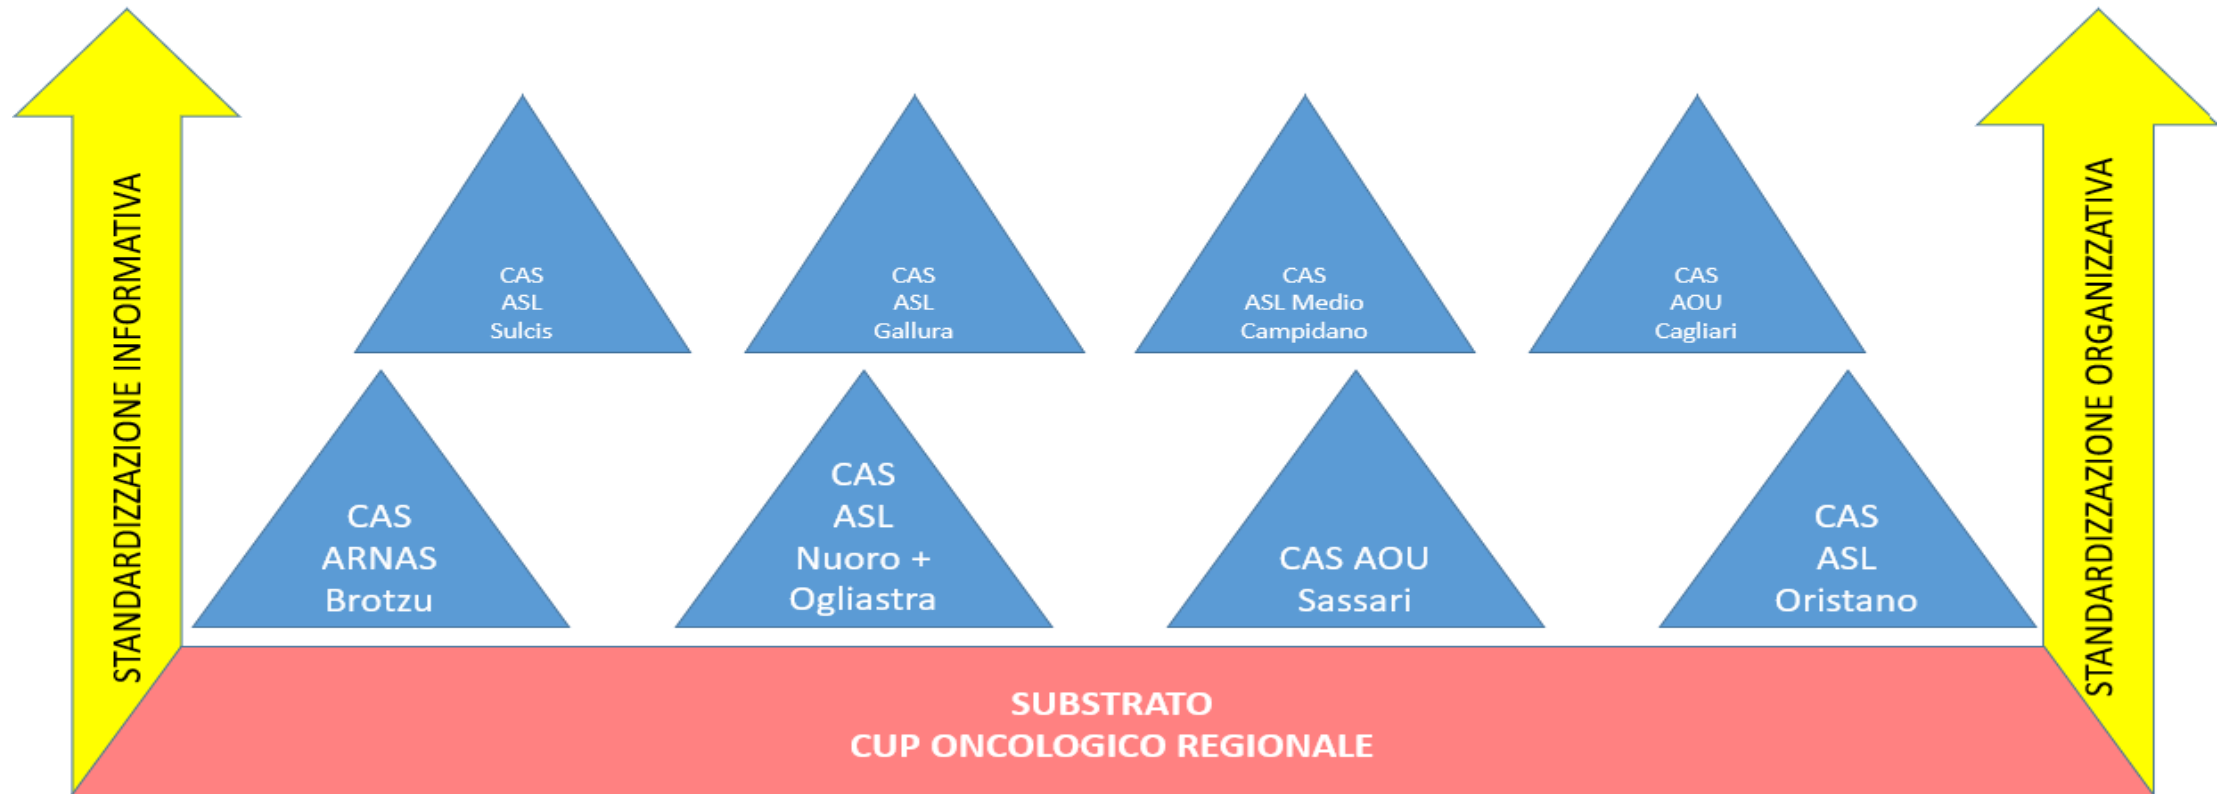 STANDARDIZZAZIONE INFORMATIVA
CAS
ASL
Sulcis
CAS
ASL
Gallura
CAS
ASL Medio
Campidano
CAS
AOU
Cagliari
STANDARDIZZAZIONE ORGANIZZATIVA
CAS
ARNAS
Brotzu
CAS
ASL
Nuoro +
Ogliastra
CAS AOU
Sassari
CAS
ASL
Oristano
SUBSTRATO
CUP ONCOLOGICO REGIONALE